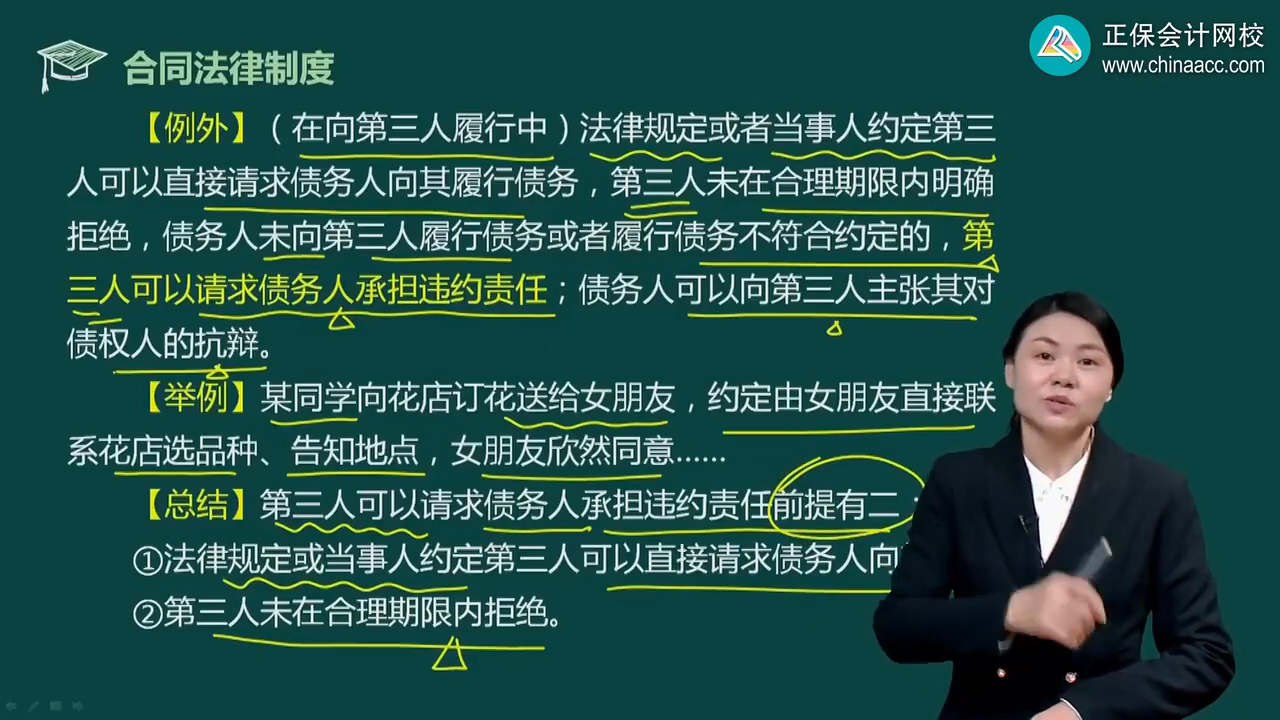 正保会计网校
www.chinaacc.com
合同法律制度
【例外】（在向第三人履行中）法律规定或者当事人约定第三
人可以直接请求债务人向其履行债务，第三人未在合理期限内明确
拒绝，债务人未向第三人履行债务或者履行债务不符合约定的，第
三人可以请求债务人承担违约责任；债务人可以向第三人主张其对
债权人的抗辩。
【举例】某同学向花店订花送给女朋友，约定由女朋友直接联
系花店选品种、告知地点，女朋友欣然同意……
【总结】第三人可以请求债务人承担违约责任前提有二：
①法律规定或当事人约定第三人可以直接请求债务人向
②第三人未在合理期限内拒绝。